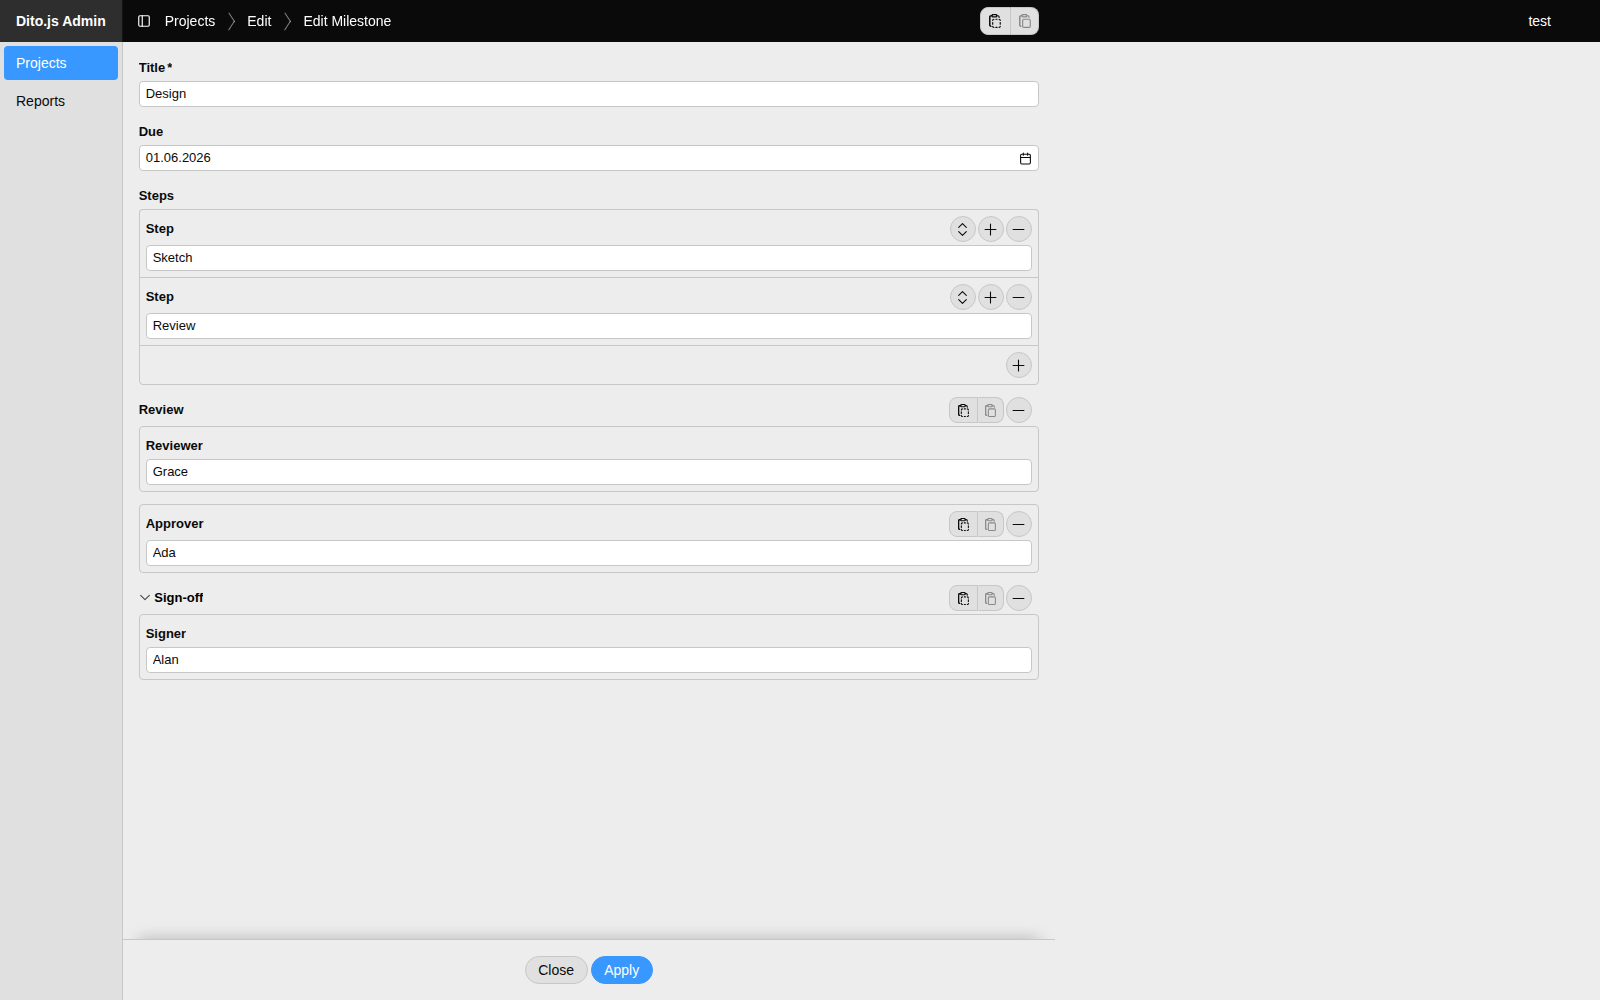 Dito.js Admin
Projects
Edit
Edit Milestone
test
Projects
Reports
Title *
Design
Due
01.06.2026
Steps
Step
Sketch
Step
Review
Review
Reviewer
Grace
Approver
Ada
Sign-off
Signer
Alan
Close
Apply